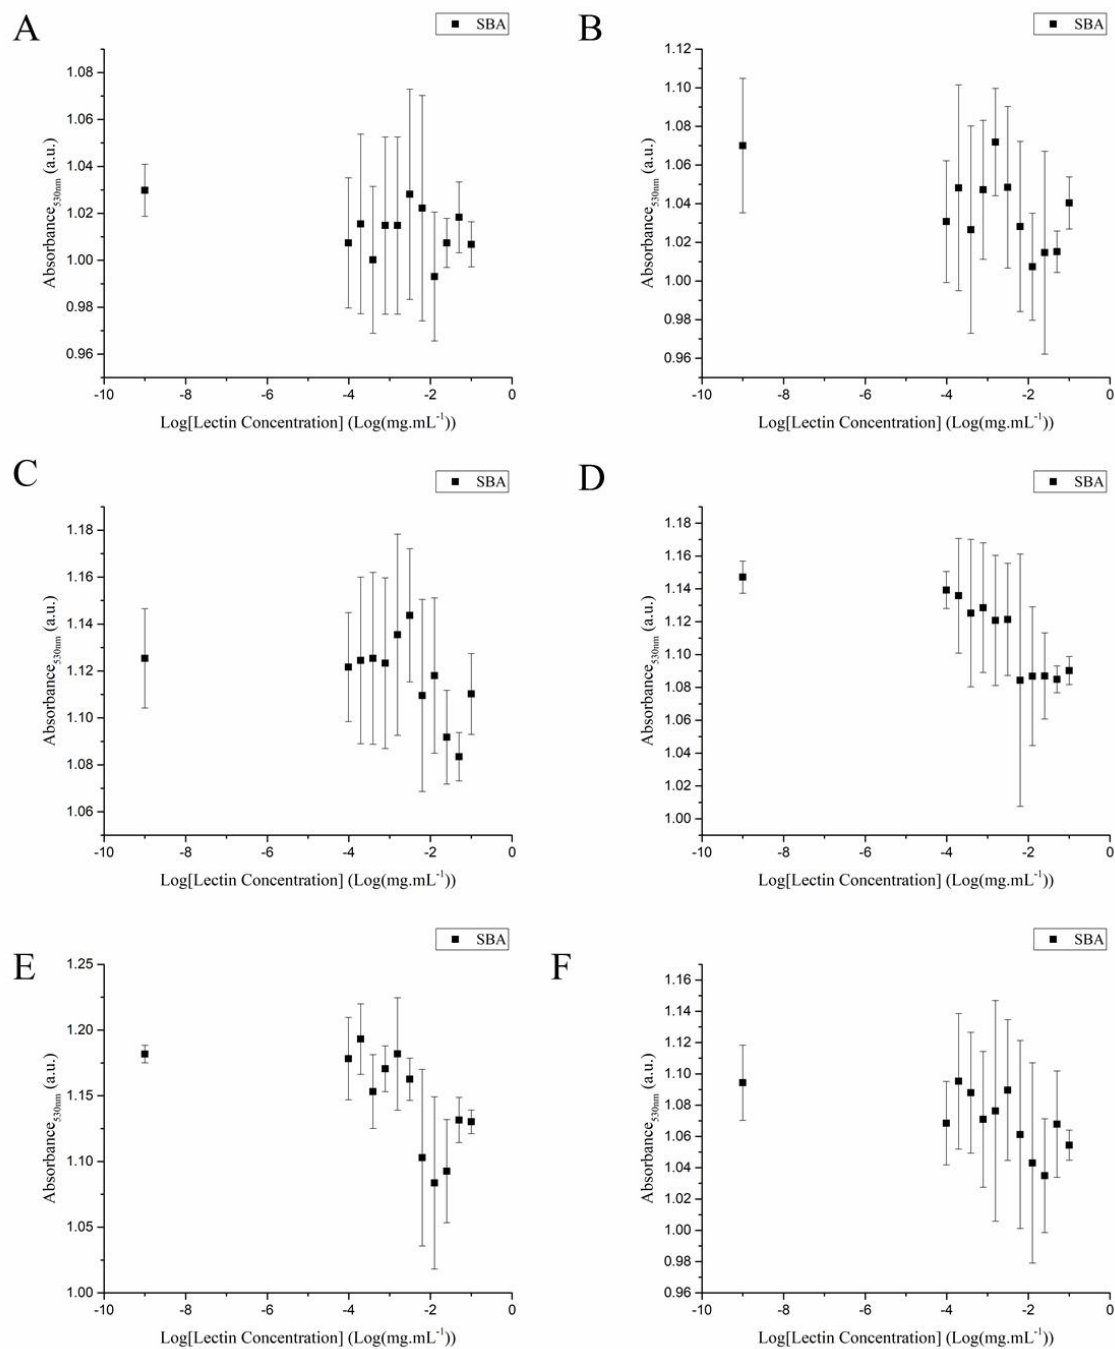 A
SBA
1.08
1.06
1.04
1.02
1.00
0.98
0.96
Absorbance530nm (a.u.)
-10 -8 -6 -4 -2 0
Log[Lectin Concentration] (Log(mg.mL-1))
B
SBA
1.12
1.10
1.08
1.06
1.04
1.02
1.00
0.98
0.96
Absorbance530nm (a.u.)
-10 -8 -6 -4 -2 0
Log[Lectin Concentration] (Log(mg.mL-1))
C
SBA
1.18
1.16
1.14
1.12
1.10
1.08
1.06
Absorbance530nm (a.u.)
-10 -8 -6 -4 -2 0
Log[Lectin Concentration] (Log(mg.mL-1))
D
SBA
1.18
1.16
1.14
1.12
1.10
1.08
1.06
1.04
1.02
1.00
Absorbance530nm (a.u.)
-10 -8 -6 -4 -2 0
Log[Lectin Concentration] (Log(mg.mL-1))
E
SBA
1.25
1.20
1.15
1.10
1.05
1.00
Absorbance530nm (a.u.)
-10 -8 -6 -4 -2 0
Log[Lectin Concentration] (Log(mg.mL-1))
F
SBA
1.16
1.14
1.12
1.10
1.08
1.06
1.04
1.02
1.00
0.98
0.96
Absorbance530nm (a.u.)
-10 -8 -6 -4 -2 0
Log[Lectin Concentration] (Log(mg.mL-1))